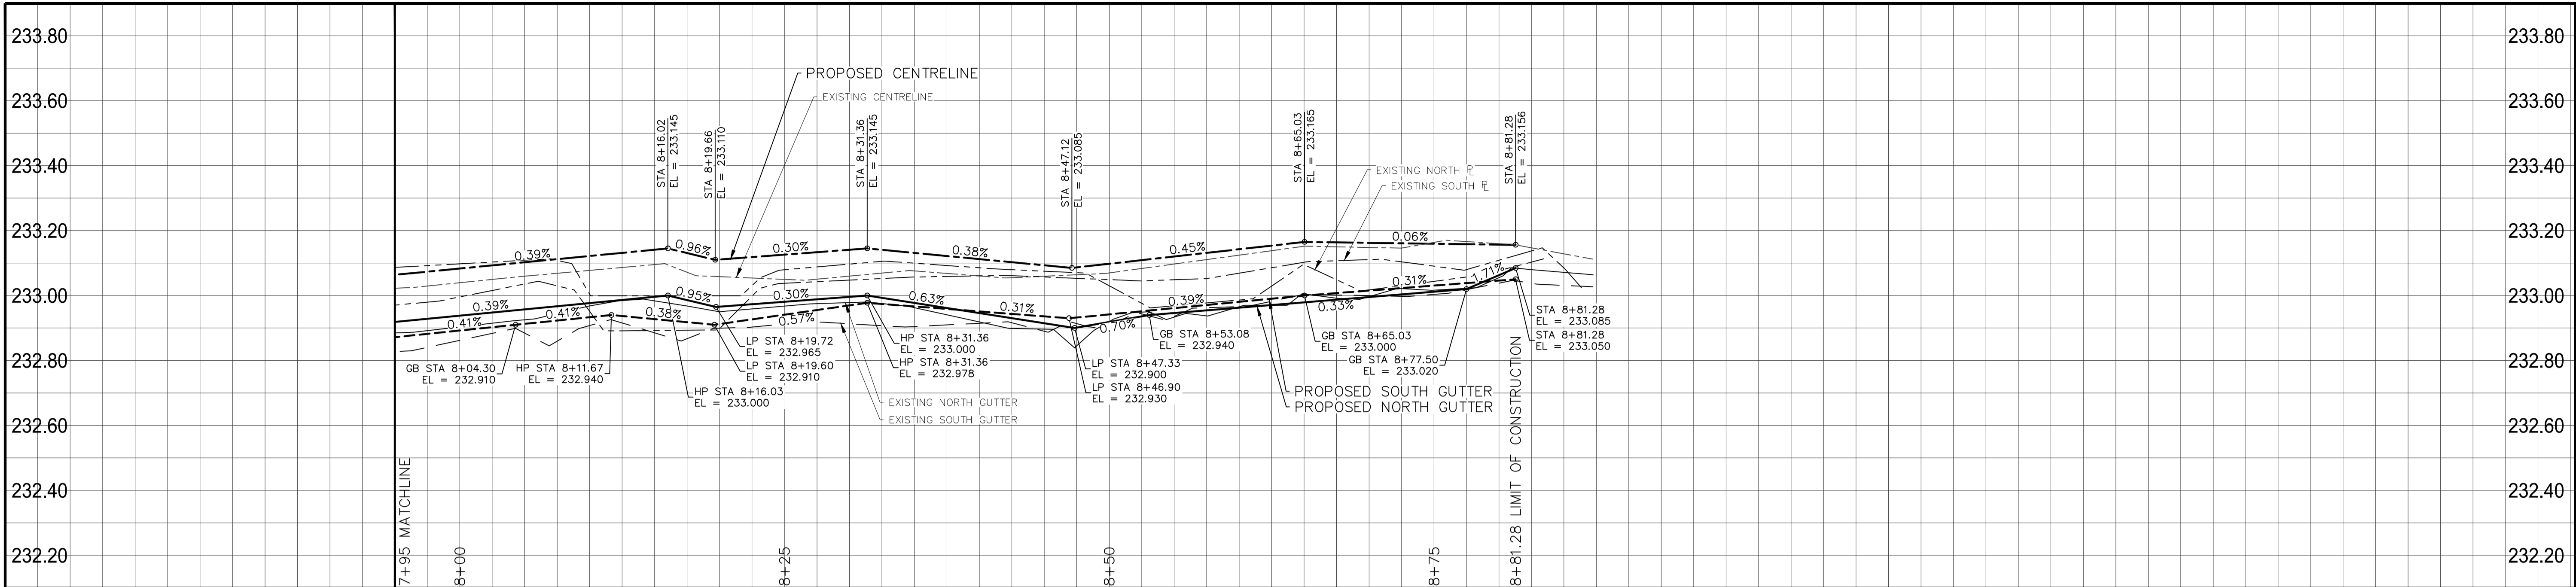 233.80
233.80
PROPOSED CENTRELINE
EXISTING CENTRELINE
233.60
233.60
STA 8+16.02
EL = 233.145
STA 8+19.66
EL = 233.110
STA 8+31.36
EL = 233.145
STA 8+47.12
EL = 233.085
STA 8+65.03
EL = 233.165
STA 8+81.28
EL = 233.156
233.40
233.40
EXISTING NORTH PL
EXISTING SOUTH PL
233.20
233.20
0.39%
0.96%
0.30%
0.38%
0.45%
0.06%
233.00
233.00
0.39%
0.95%
0.30%
0.63%
0.31%
0.39%
0.31%
1.71%
0.41%
0.41%
0.38%
0.57%
0.70%
0.33%
232.80
232.80
GB STA 8+04.30
EL = 232.910
HP STA 8+11.67
EL = 232.940
HP STA 8+16.03
EL = 233.000
LP STA 8+19.72
EL = 232.965
LP STA 8+19.60
EL = 232.910
HP STA 8+31.36
EL = 233.000
HP STA 8+31.36
EL = 232.978
LP STA 8+47.33
EL = 232.900
LP STA 8+46.90
EL = 232.930
GB STA 8+53.08
EL = 232.940
GB STA 8+65.03
EL = 233.000
GB STA 8+77.50
EL = 233.020
STA 8+81.28
EL = 233.085
STA 8+81.28
EL = 233.050
EXISTING NORTH GUTTER
EXISTING SOUTH GUTTER
PROPOSED SOUTH GUTTER
PROPOSED NORTH GUTTER
232.60
232.60
232.40
232.40
232.20
232.20
7+95 MATCHLINE
8+00
8+25
8+50
8+75
8+81.28 LIMIT OF CONSTRUCTION